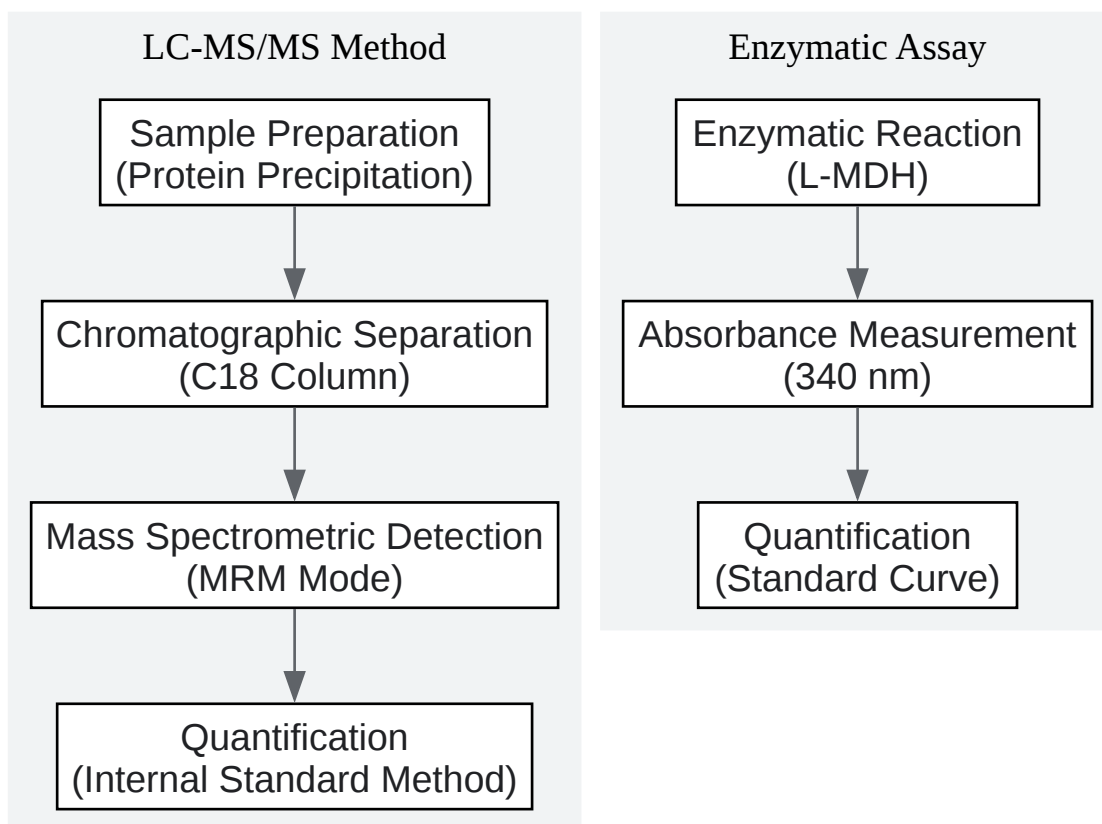 LC-MS/MS Method
Sample Preparation
(Protein Precipitation)
Chromatographic Separation
(C18 Column)
Mass Spectrometric Detection
(MRM Mode)
Quantification
(Internal Standard Method)
Enzymatic Assay
Enzymatic Reaction
(L-MDH)
Absorbance Measurement
(340 nm)
Quantification
(Standard Curve)